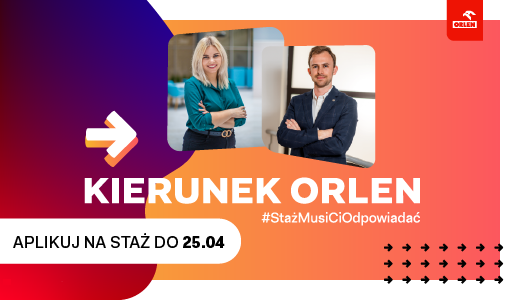 ORLEN
KIERUNEK ORLEN
#StażMusiCiOdpowiadać
APLIKUJ NA STAŻ DO 25.04